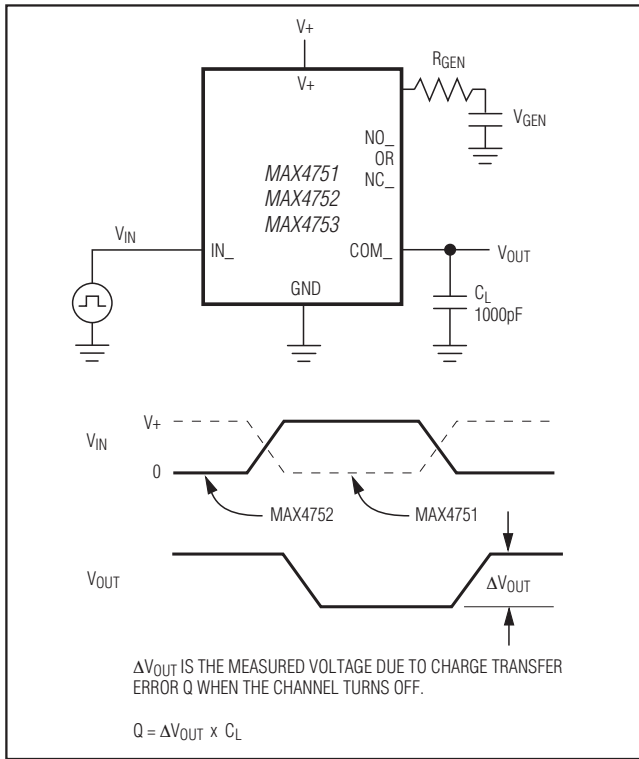 V+
V+
RGEN
VGEN
NO_
OR
NC_
MAX4751
MAX4752
MAX4753
VIN
IN_
COM_
VOUT
GND
CL
1000pF
VIN
V+
0
MAX4752
MAX4751
VOUT
ΔVOUT
ΔVOUT IS THE MEASURED VOLTAGE DUE TO CHARGE TRANSFER
ERROR Q WHEN THE CHANNEL TURNS OFF.
Q = ΔVOUT x CL